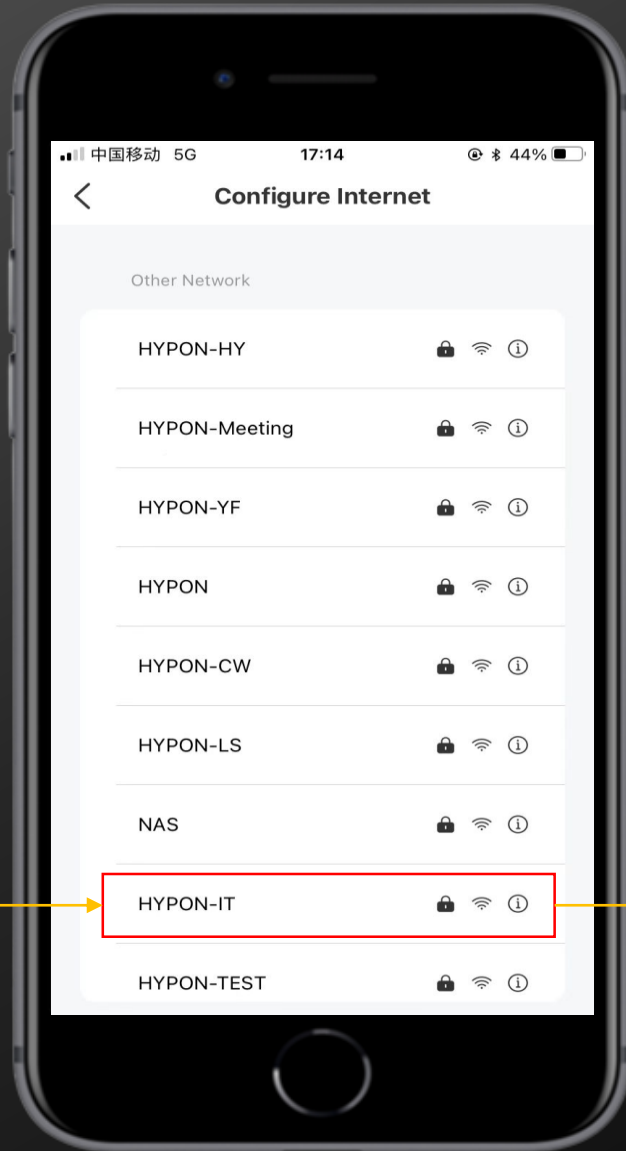 中国移动 5G 17:14 44%
Configure Internet
Other Network
HYPON-HY
HYPON-Meeting
HYPON-YF
HYPON
HYPON-CW
HYPON-LS
NAS
HYPON-IT
HYPON-TEST